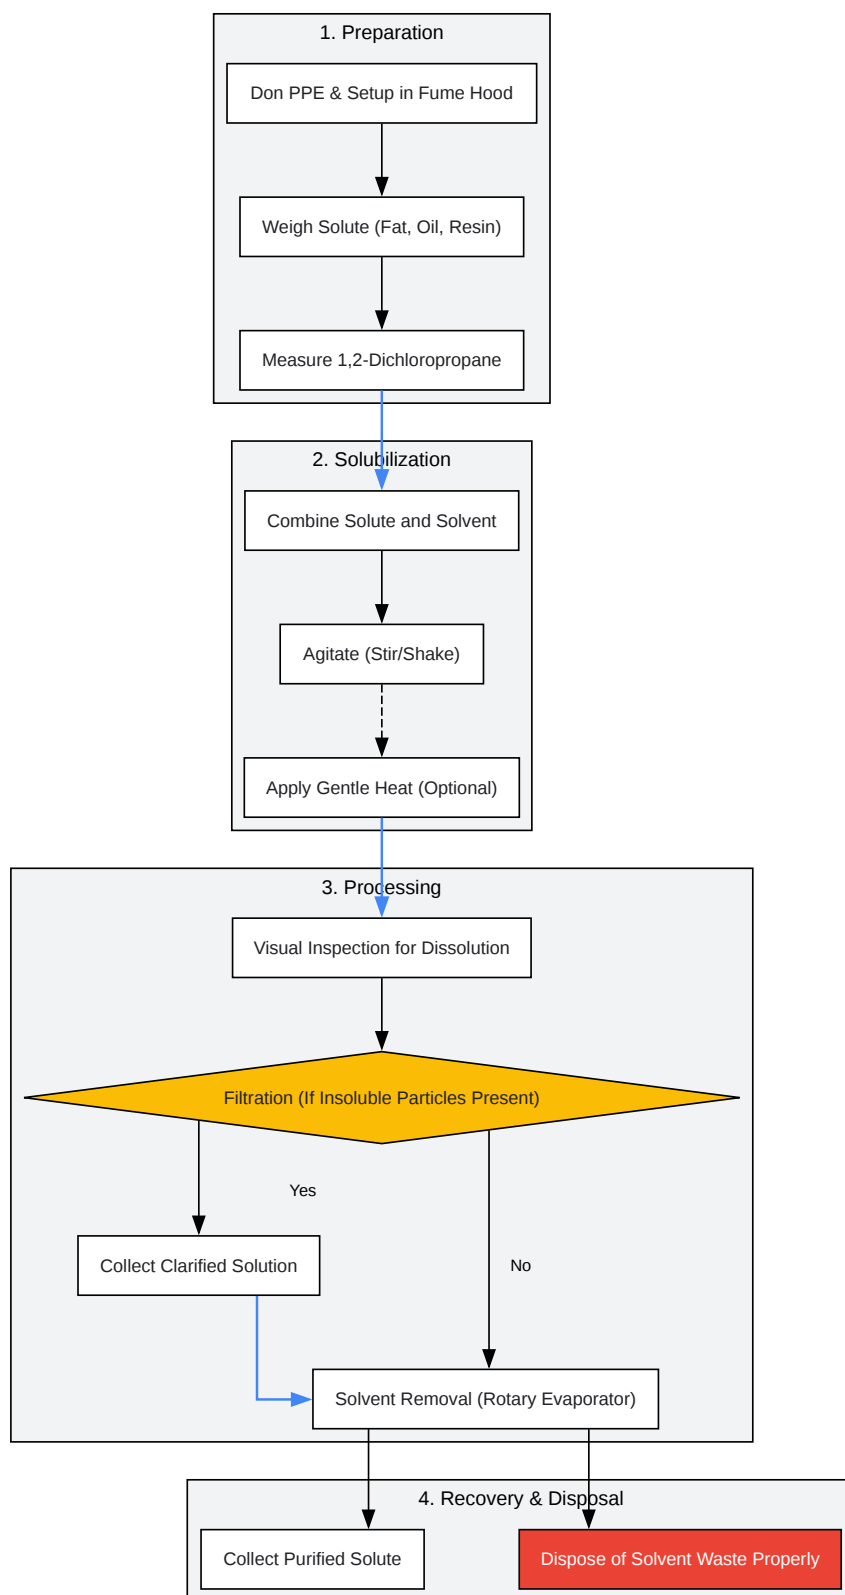 1. Preparation
Don PPE & Setup in Fume Hood
Weigh Solute (Fat, Oil, Resin)
Measure 1,2-Dichloropropane
2. Solubilization
Combine Solute and Solvent
Agitate (Stir/Shake)
Apply Gentle Heat (Optional)
3. Processing
Visual Inspection for Dissolution
Filtration (If Insoluble Particles Present)
Yes
Collect Clarified Solution
No
Solvent Removal (Rotary Evaporator)
4. Recovery & Disposal
Collect Purified Solute
Dispose of Solvent Waste Properly